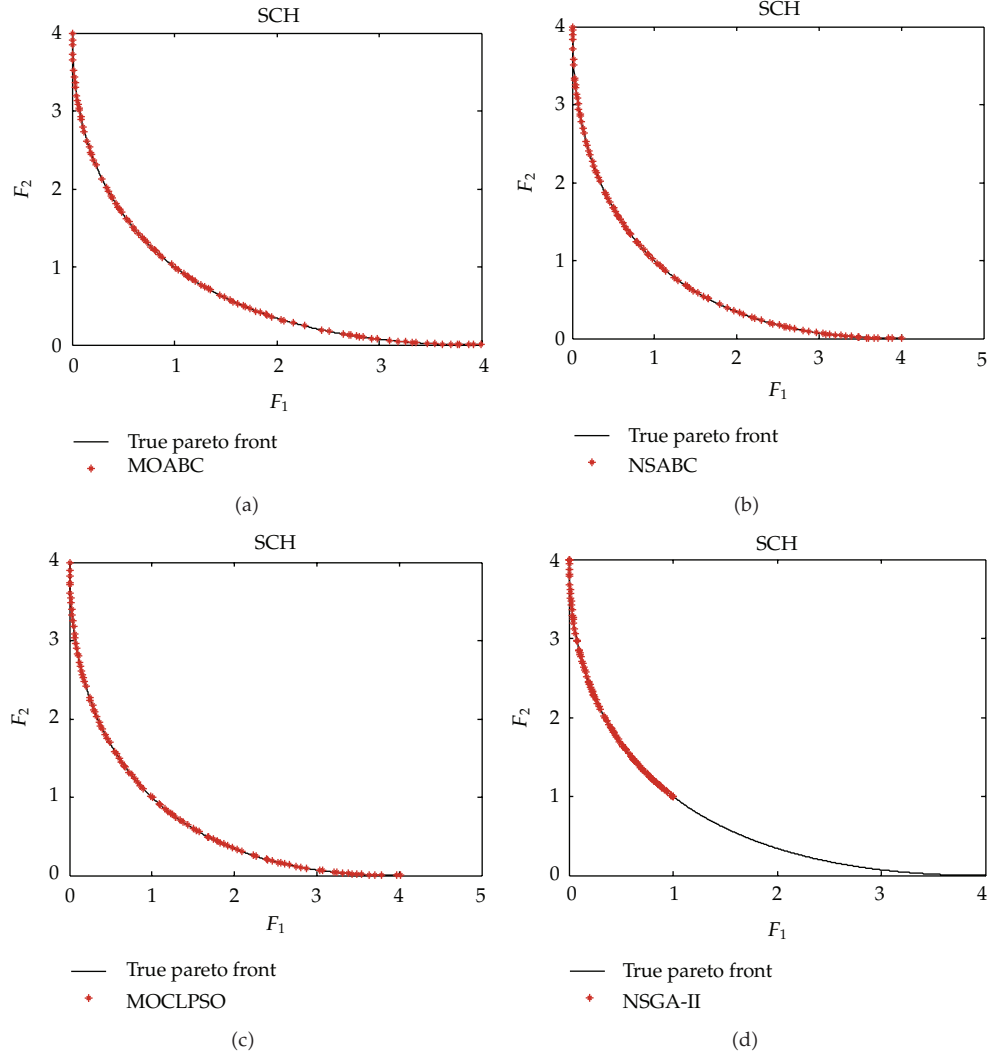 SCH
4
3
2
1
0
F2
0 1 2 3 4
F1
True pareto front
MOABC
(a)
SCH
4
3
2
1
0
F2
0 1 2 3 4 5
F1
True pareto front
NSABC
(b)
SCH
4
3
2
1
0
F2
0 1 2 3 4 5
F1
True pareto front
MOCLPSO
(c)
SCH
4
3
2
1
0
F2
0 1 2 3 4
F1
True pareto front
NSGA-II
(d)